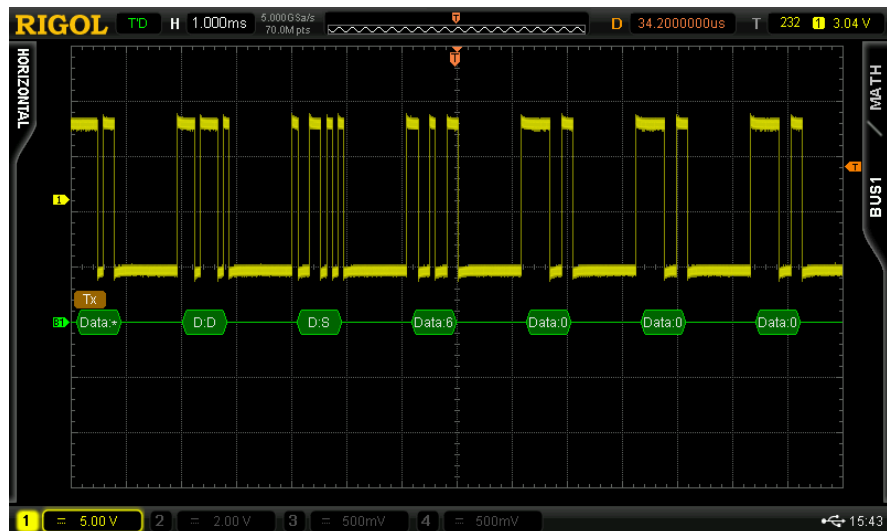 RIGOL T'D H 1.000ms 5.000GSa/s 70.0M pts D 34.2000000us T 232 1 3.04 V
HORIZONTAL
T
MATH
T
BUS1
1
Tx
B1 Data:* D:D D:S Data:6 Data:0 Data:0 Data:0
1 = 5.00 V 2 = 2.00 V 3 = 500mV 4 = 500mV 15:43